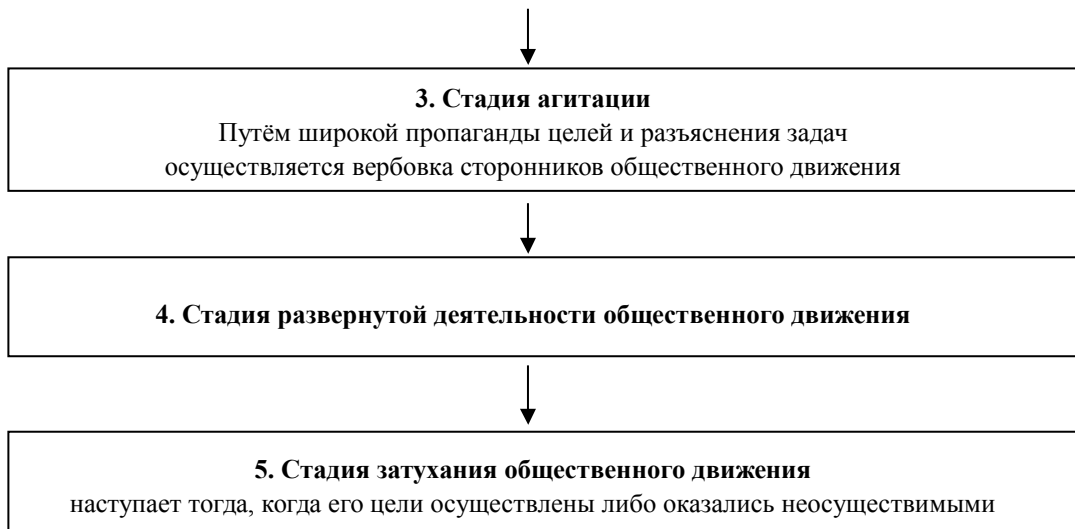 3. Стадия агитации
Путём широкой пропаганды целей и разъяснения задач
осуществляется вербовка сторонников общественного движения
4. Стадия развернутой деятельности общественного движения
5. Стадия затухания общественного движения
наступает тогда, когда его цели осуществлены либо оказались неосуществимыми